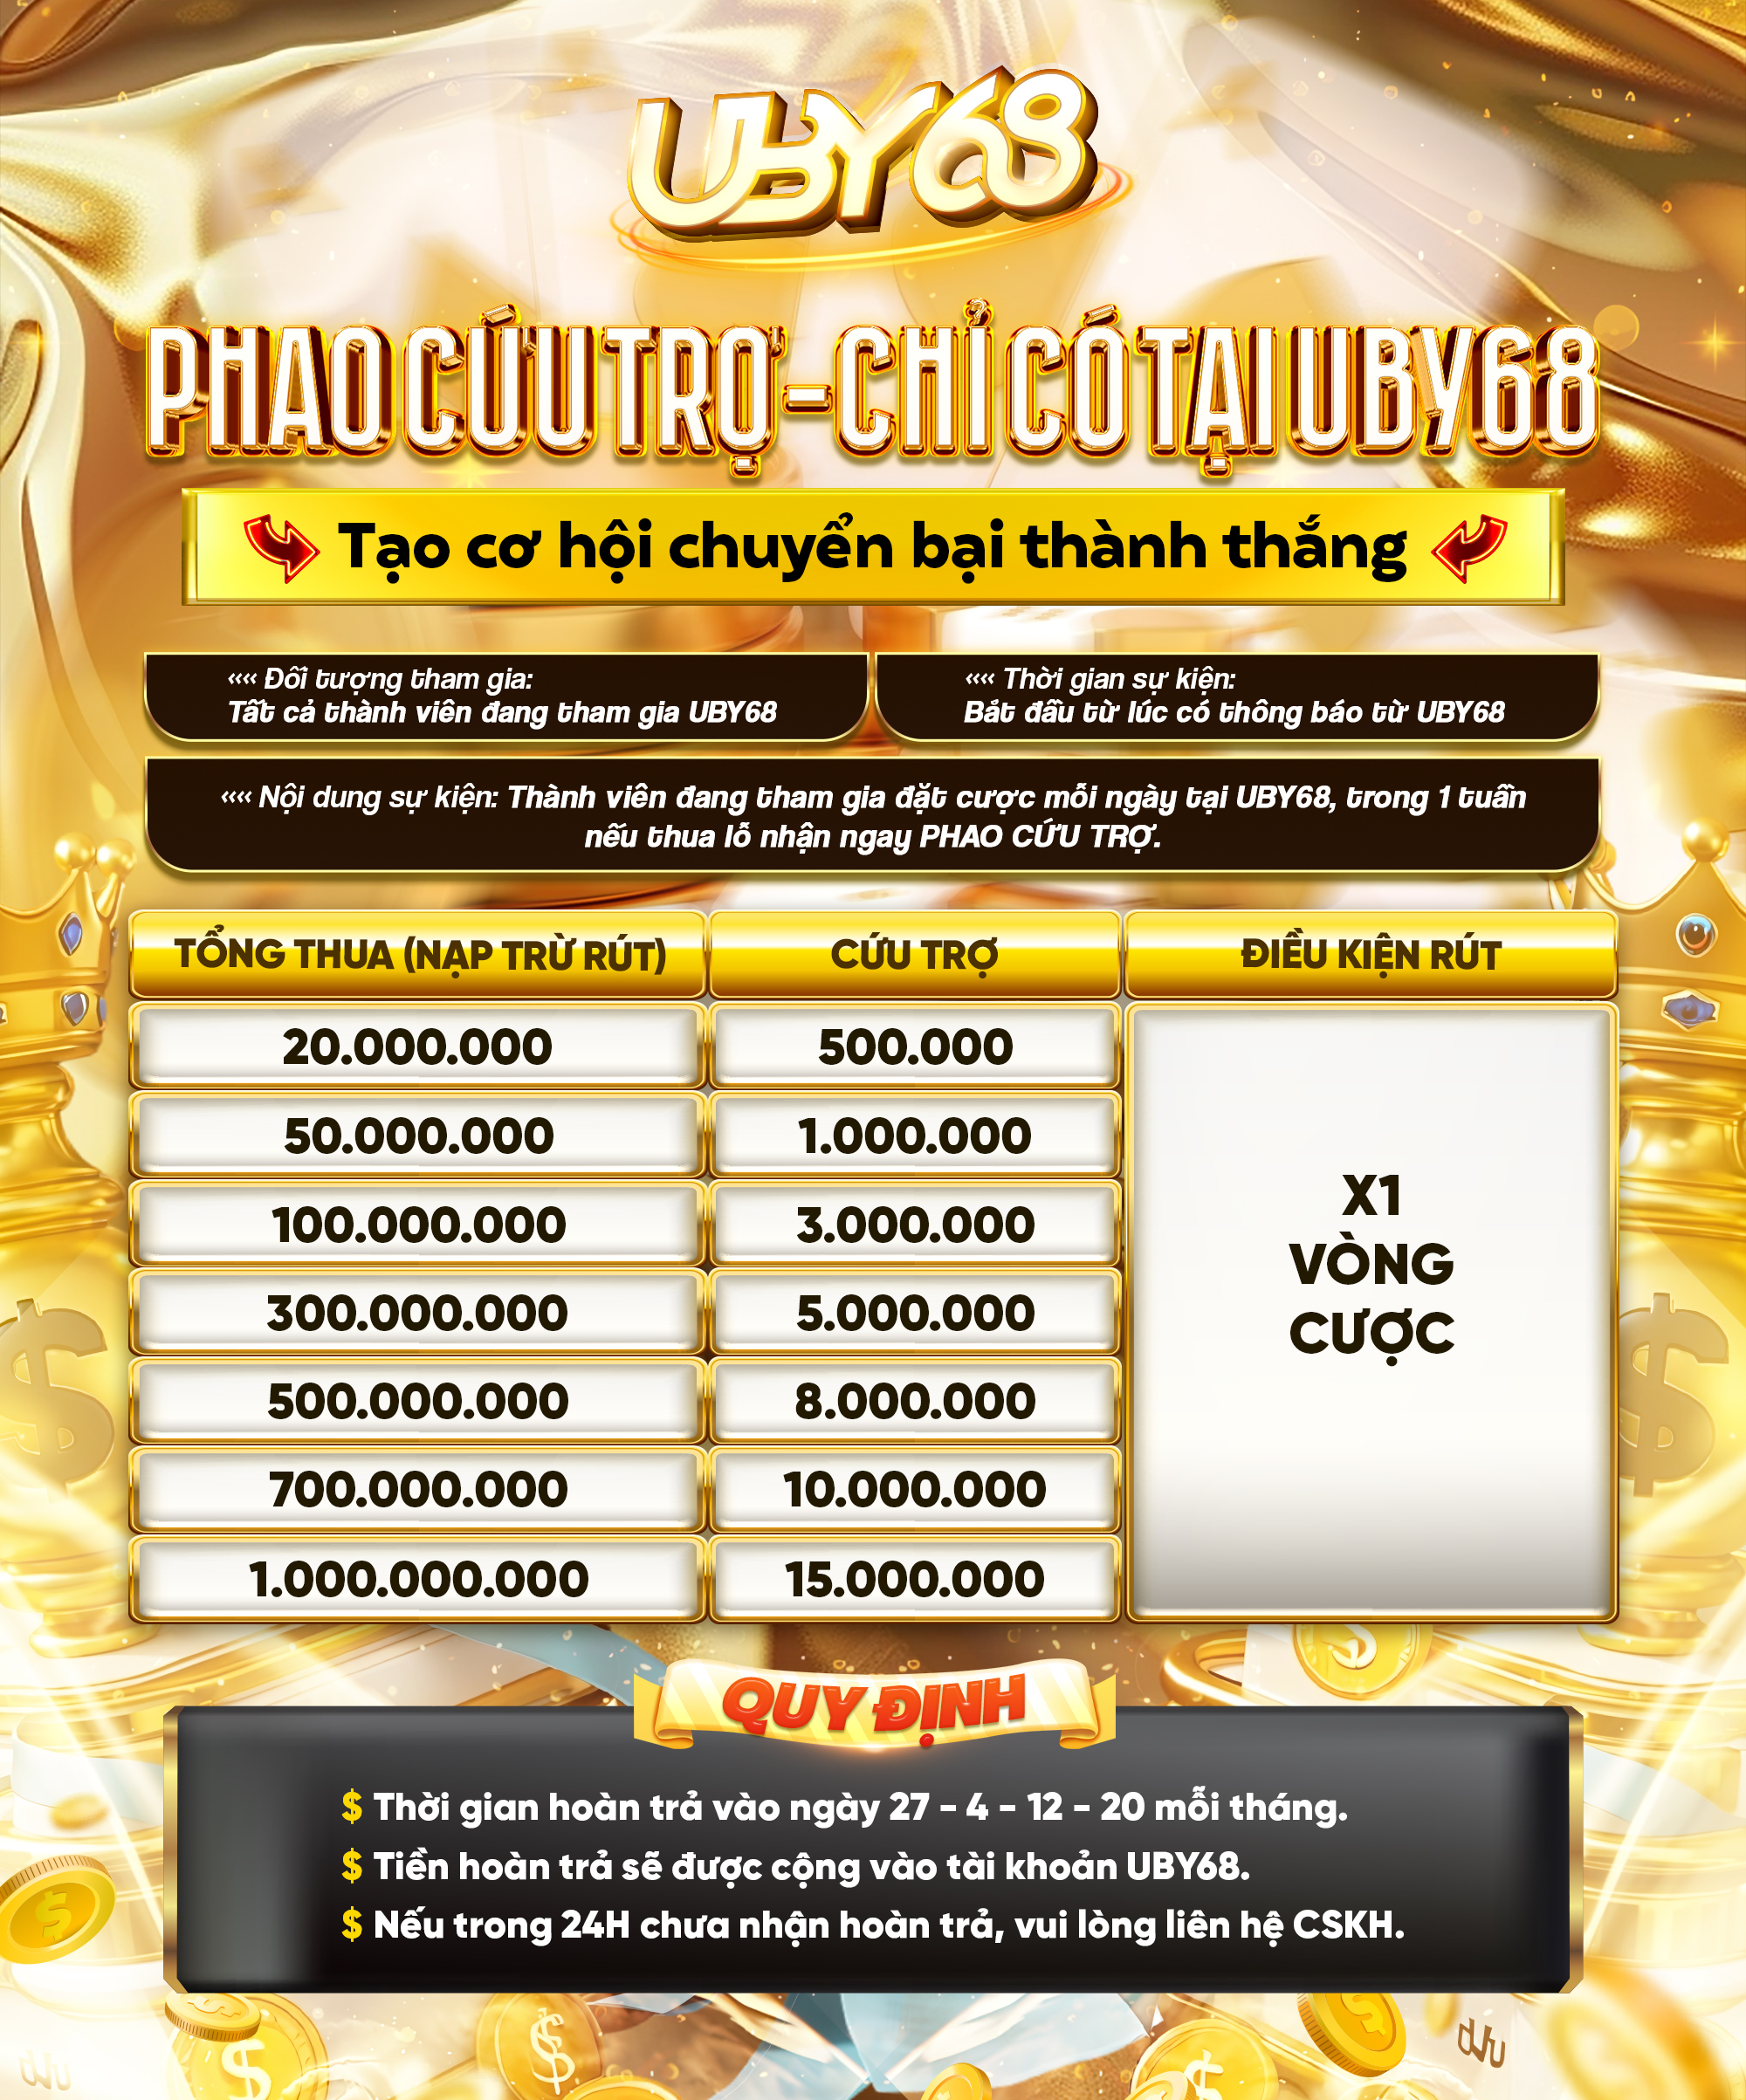 UBY68
PHAO CỨU TRỢ - CHỈ CÓ TẠI UBY68
Tạo cơ hội chuyển bại thành thắng
«« Đối tượng tham gia:
Tất cả thành viên đang tham gia UBY68
«« Thời gian sự kiện:
Bắt đầu từ lúc có thông báo từ UBY68
«« Nội dung sự kiện: Thành viên đang tham gia đặt cược mỗi ngày tại UBY68, trong 1 tuần
nếu thua lỗ nhận ngay PHAO CỨU TRỢ.
TỔNG THUA (NẠP TRỪ RÚT) CỨU TRỢ ĐIỀU KIỆN RÚT
20.000.000 500.000
50.000.000 1.000.000
100.000.000 3.000.000
300.000.000 5.000.000
500.000.000 8.000.000
700.000.000 10.000.000
1.000.000.000 15.000.000
X1
VÒNG
CƯỢC
QUY ĐỊNH
$ Thời gian hoàn trả vào ngày 27 - 4 - 12 - 20 mỗi tháng.
$ Tiền hoàn trả sẽ được cộng vào tài khoản UBY68.
$ Nếu trong 24H chưa nhận hoàn trả, vui lòng liên hệ CSKH.